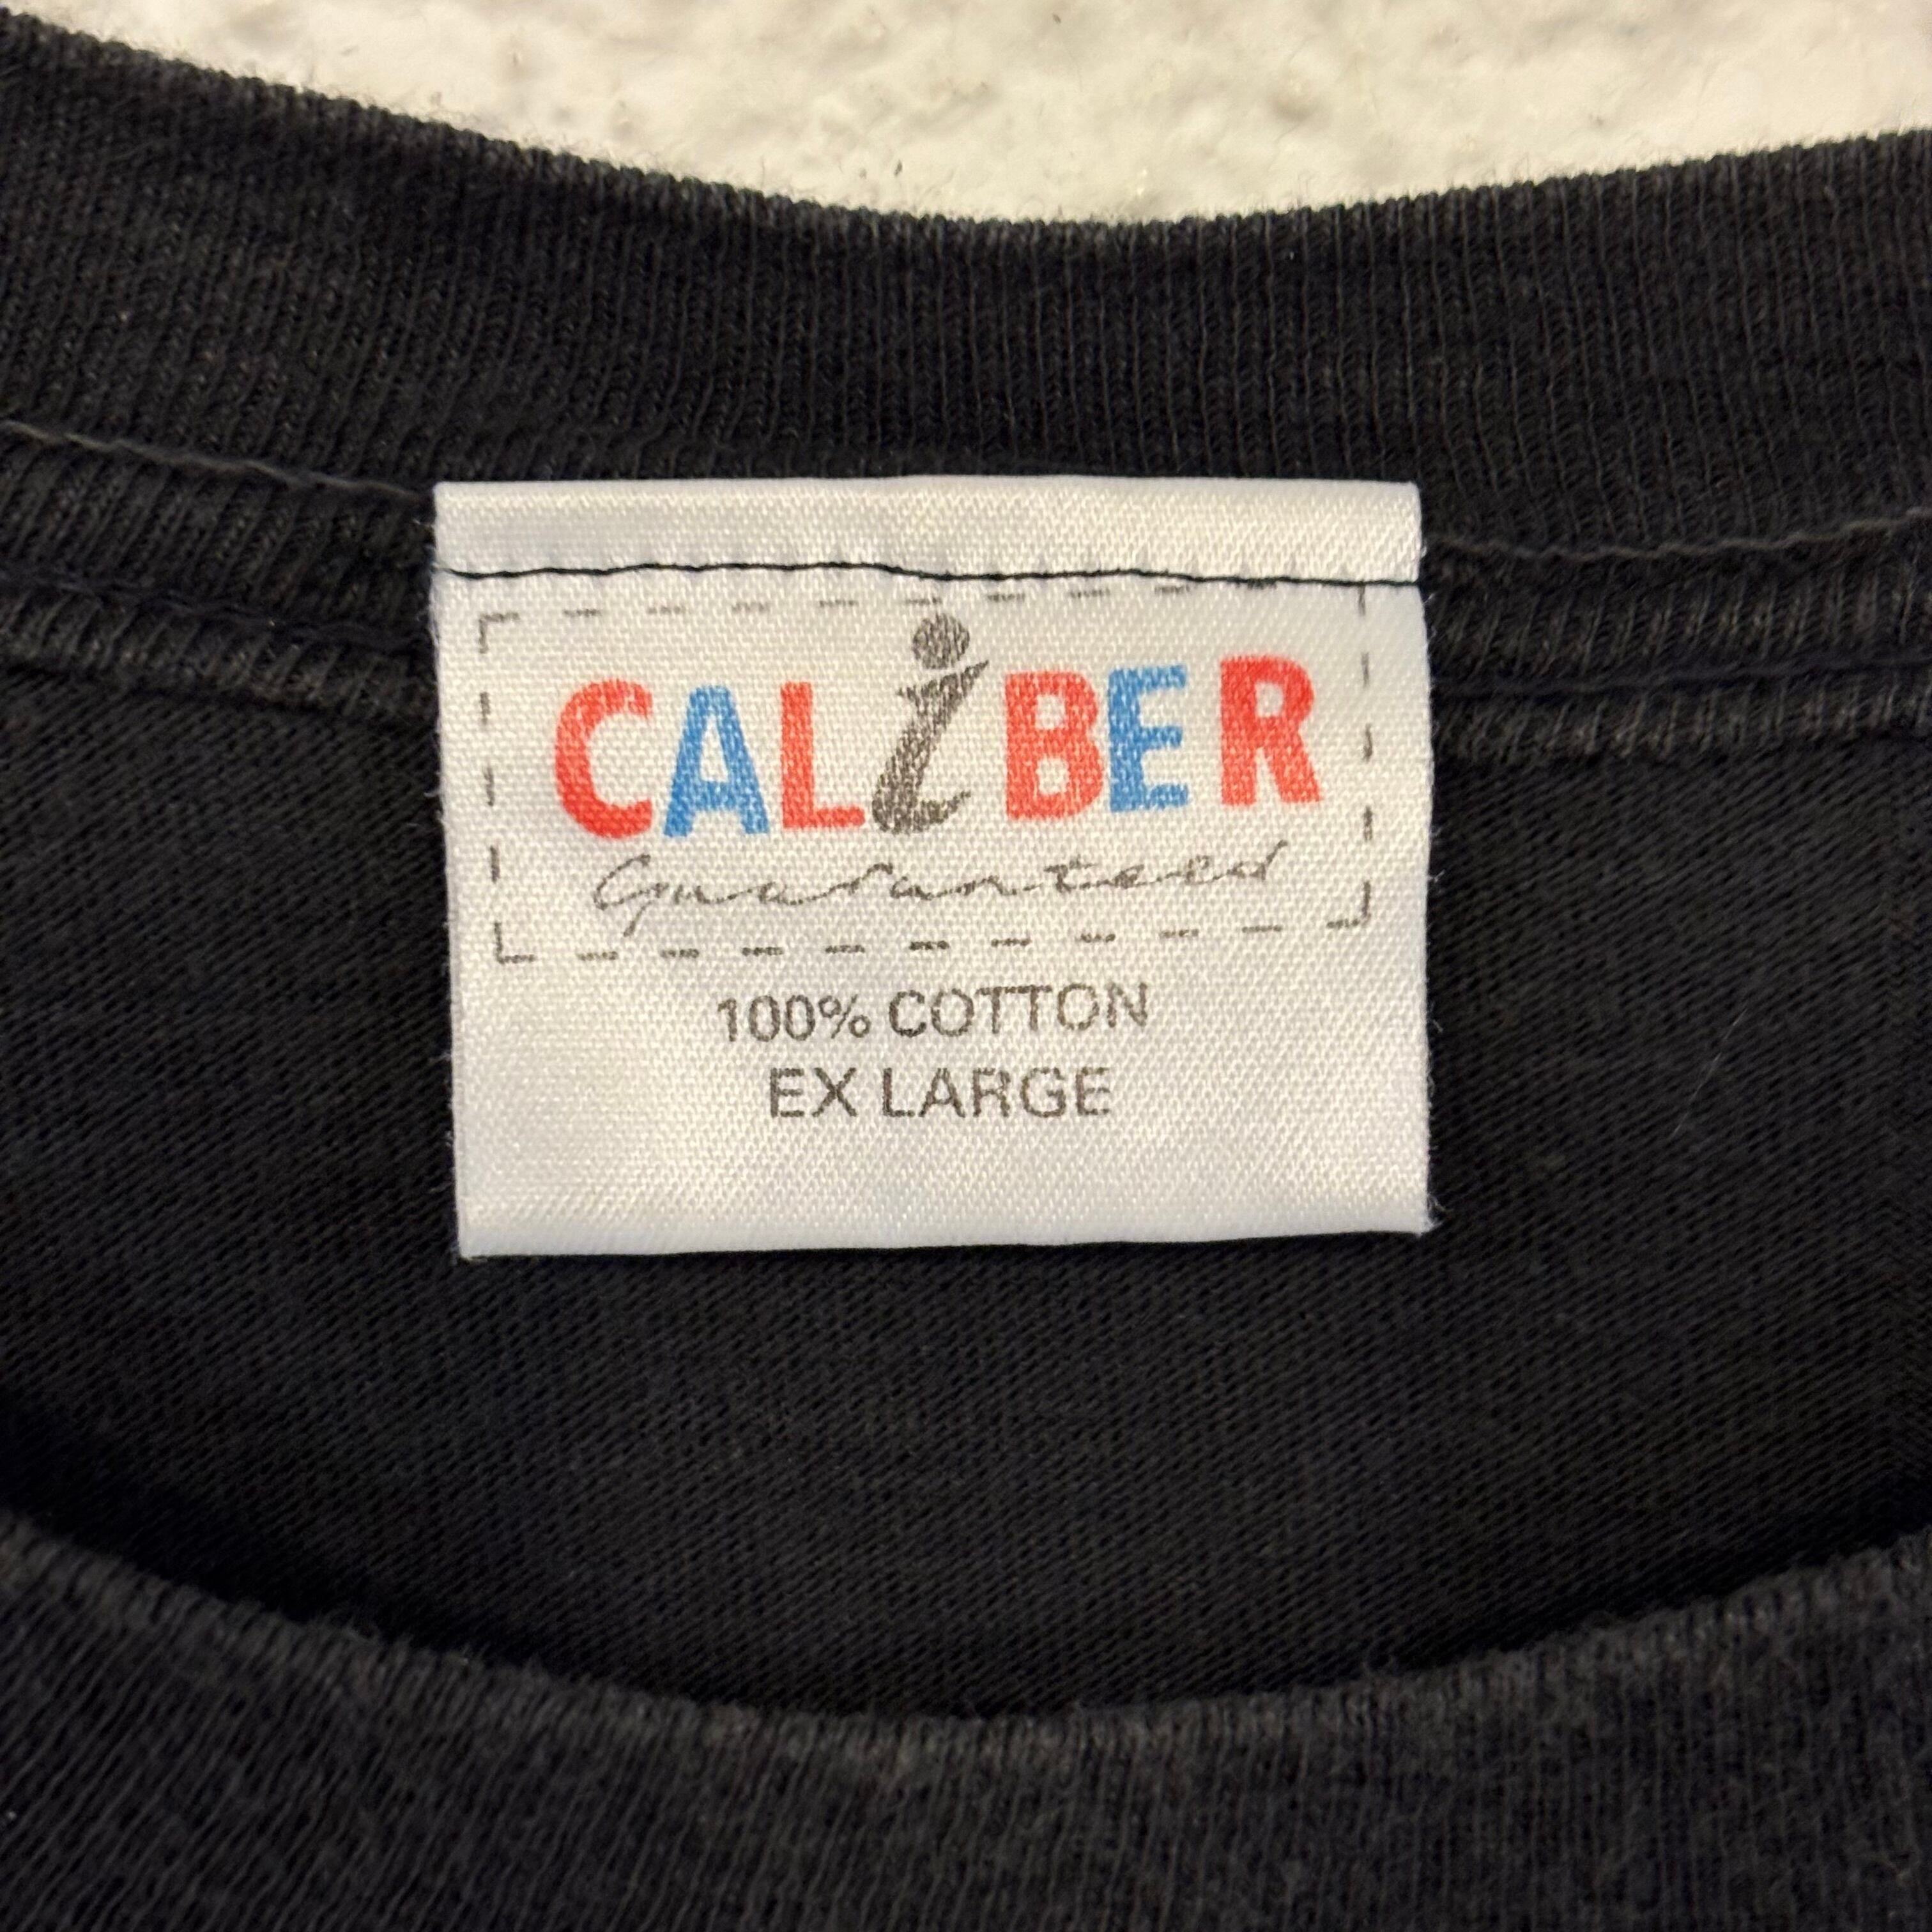 CALiBER
Guaranteed
100% COTTON
EX LARGE